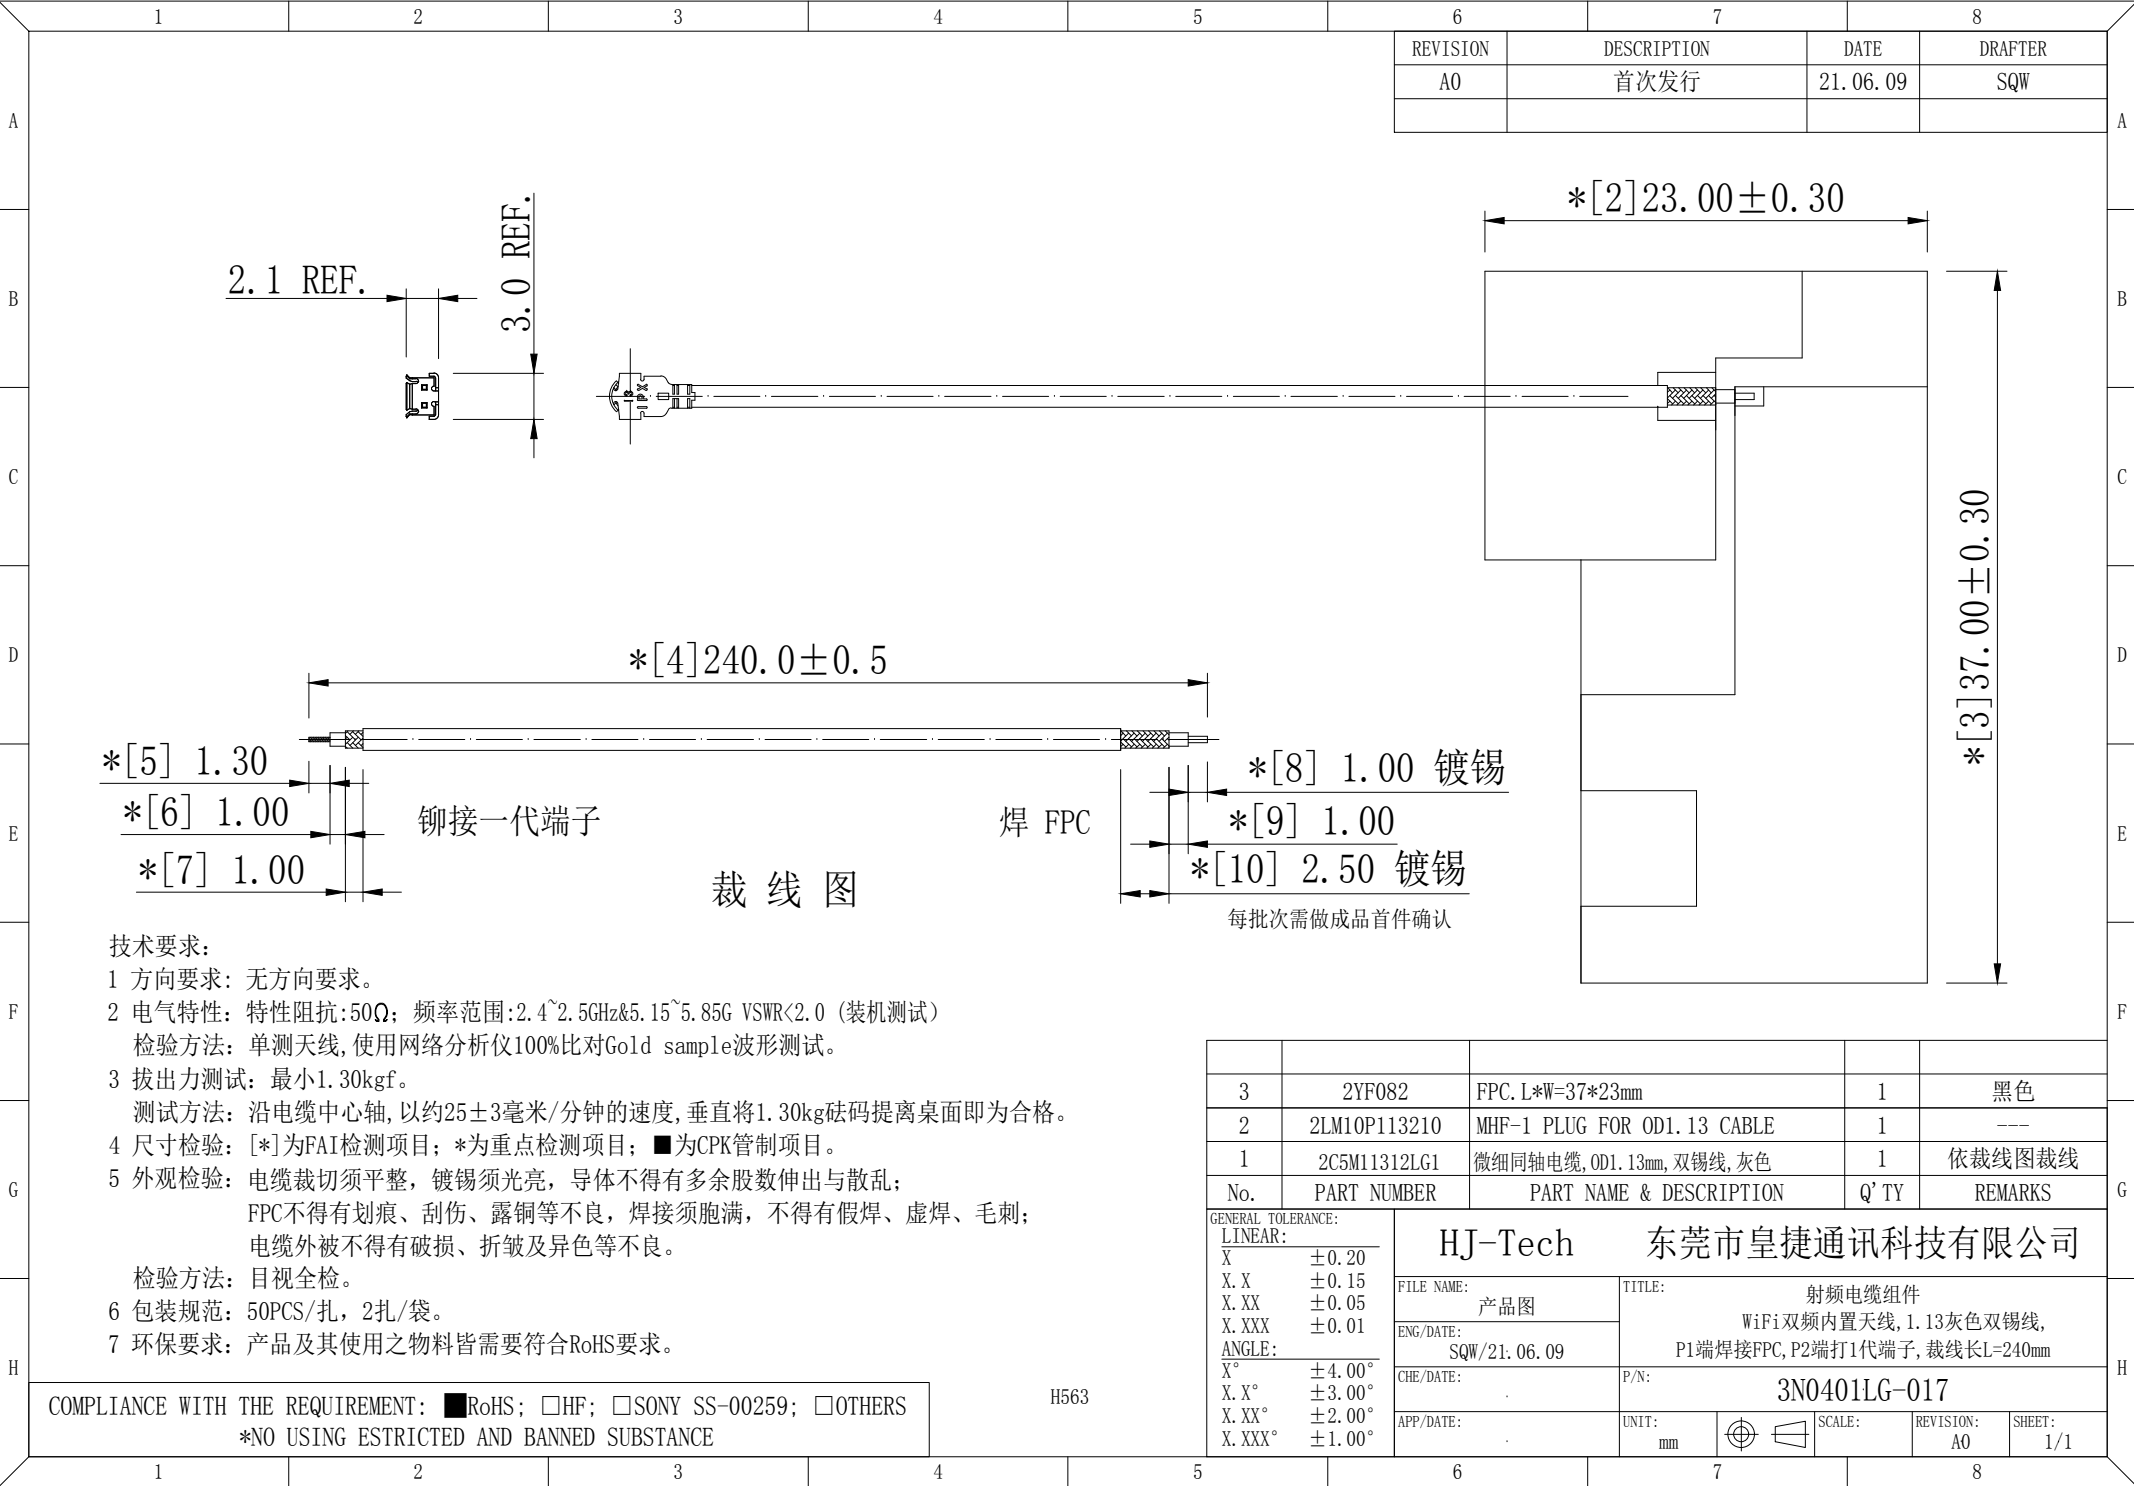 1 2 3 4 5 6 7 8
REVISION DESCRIPTION DATE DRAFTER
A0 首次发行 21.06.09 SQW
A A
B B
C C
D D
E E
F F
G G
H H
*[2]23.00±0.30
2.1 REF.
3.0 REF.
IPX
*[3]37.00±0.30
*[4]240.0±0.5
*[5] 1.30
*[6] 1.00
*[7] 1.00
铆接一代端子
焊 FPC
*[8] 1.00 镀锡
*[9] 1.00
*[10] 2.50 镀锡
裁 线 图
每批次需做成品首件确认
技术要求:
1 方向要求: 无方向要求。
2 电气特性: 特性阻抗:50Ω; 频率范围:2.4~2.5GHz&5.15~5.85G VSWR<2.0 (装机测试)
检验方法: 单测天线,使用网络分析仪100%比对Gold sample波形测试。
3 拔出力测试: 最小1.30kgf。
测试方法: 沿电缆中心轴,以约25±3毫米/分钟的速度,垂直将1.30kg砝码提离桌面即为合格。
4 尺寸检验: [*]为FAI检测项目; *为重点检测项目; ■为CPK管制项目。
5 外观检验: 电缆裁切须平整, 镀锡须光亮, 导体不得有多余股数伸出与散乱;
FPC不得有划痕、刮伤、露铜等不良, 焊接须胞满, 不得有假焊、虚焊、毛刺;
电缆外被不得有破损、折皱及异色等不良。
检验方法: 目视全检。
6 包装规范: 50PCS/扎, 2扎/袋。
7 环保要求: 产品及其使用之物料皆需要符合RoHS要求。
COMPLIANCE WITH THE REQUIREMENT: ■RoHS; □HF; □SONY SS-00259; □OTHERS
*NO USING ESTRICTED AND BANNED SUBSTANCE
H563
3 2YF082 FPC.L*W=37*23mm 1 黑色
2 2LM10P113210 MHF-1 PLUG FOR OD1.13 CABLE 1 ---
1 2C5M11312LG1 微细同轴电缆,OD1.13mm,双锡线,灰色 1 依裁线图裁线
No. PART NUMBER PART NAME & DESCRIPTION Q'TY REMARKS
GENERAL TOLERANCE:
LINEAR:
X ±0.20
X.X ±0.15
X.XX ±0.05
X.XXX ±0.01
ANGLE:
X° ±4.00°
X.X° ±3.00°
X.XX° ±2.00°
X.XXX° ±1.00°
HJ-Tech 东莞市皇捷通讯科技有限公司
FILE NAME:
产品图
ENG/DATE:
SQW/21.06.09
CHE/DATE:
APP/DATE:
TITLE: 射频电缆组件
WiFi双频内置天线,1.13灰色双锡线,
P1端焊接FPC,P2端打1代端子,裁线长L=240mm
P/N:
3N0401LG-017
UNIT:
mm
SCALE:
REVISION:
A0
SHEET:
1/1
1 2 3 4 5 6 7 8